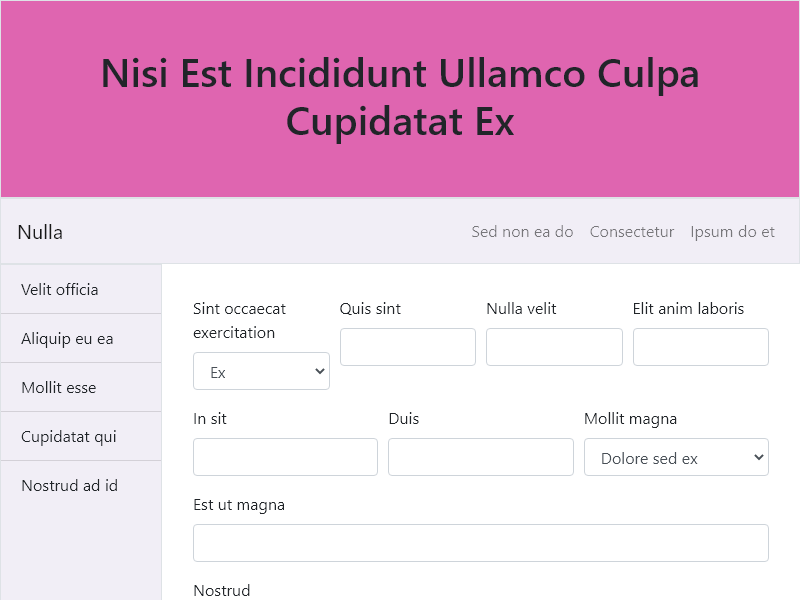 Nisi Est Incididunt Ullamco Culpa
Cupidatat Ex
Nulla
Sed non ea do
Consectetur
Ipsum do et
Velit officia
Aliquip eu ea
Mollit esse
Cupidatat qui
Nostrud ad id
Sint occaecat
exercitation
Ex
Quis sint
Nulla velit
Elit anim laboris
In sit
Duis
Mollit magna
Dolore sed ex
Est ut magna
Nostrud